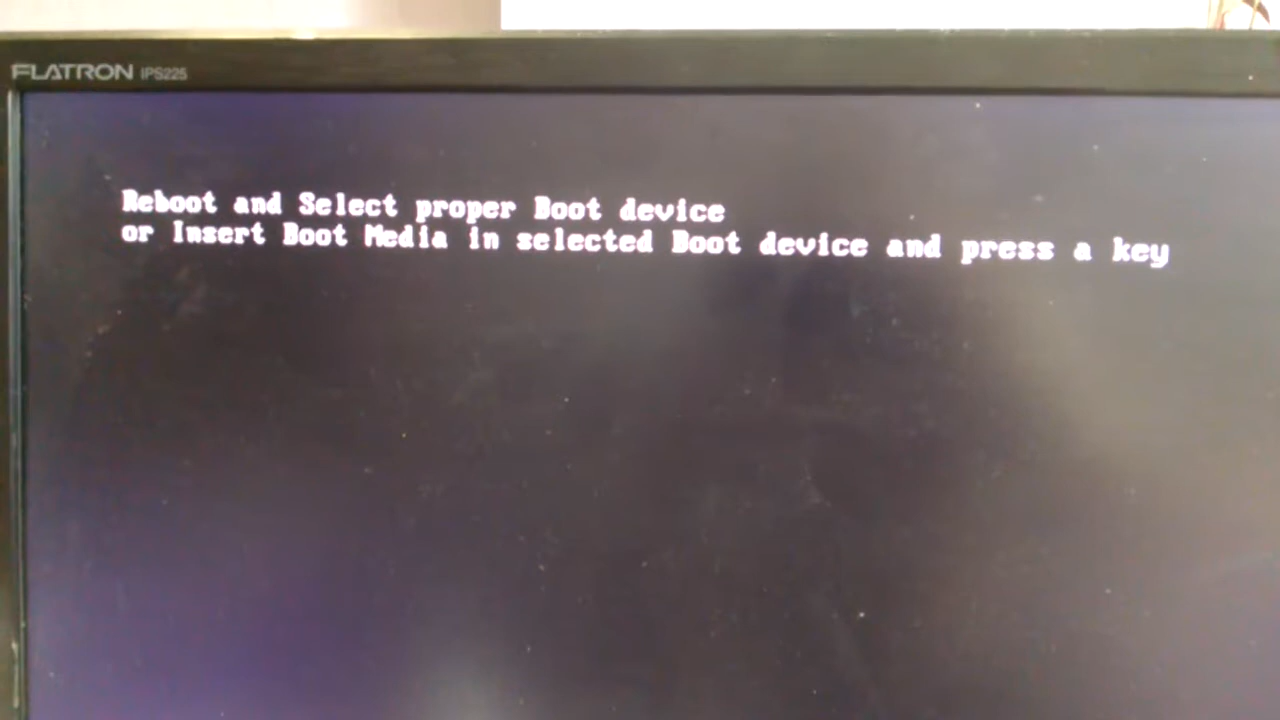 FLATRON IPS225
Reboot and Select proper Boot device
or Insert Boot Media in selected Boot device and press a key